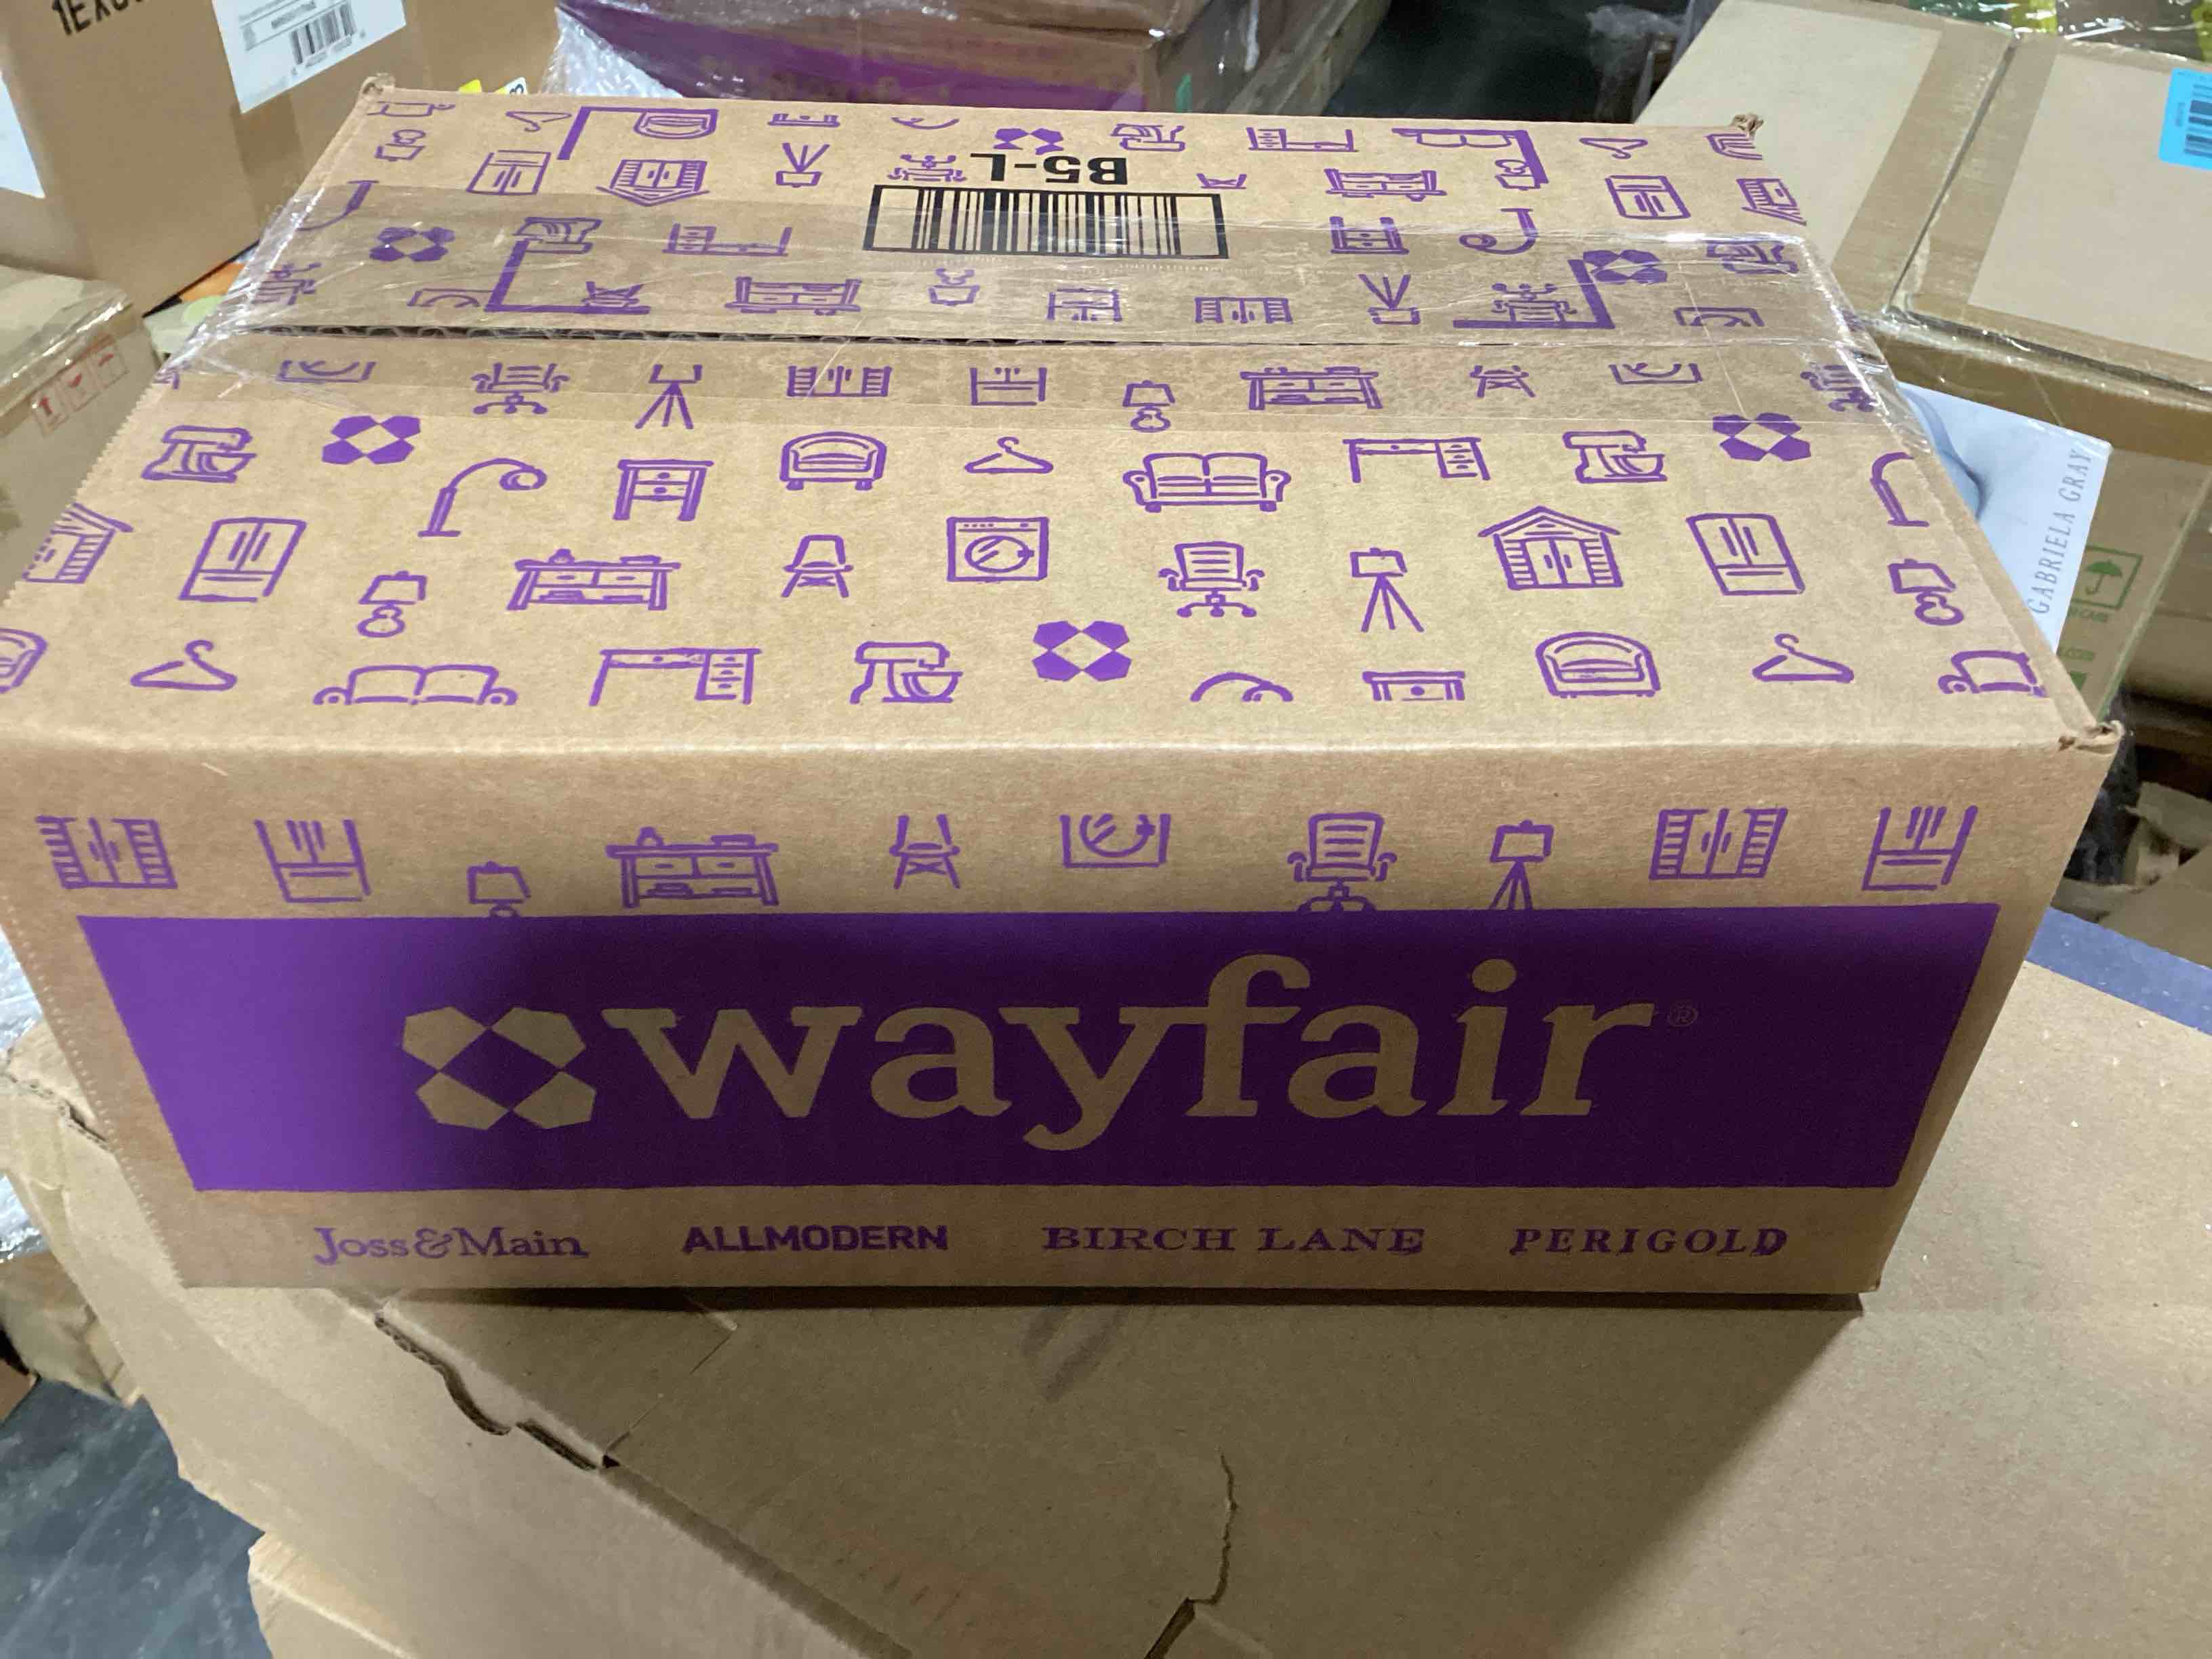 B5-L
wayfair®
Joss&Main ALLMODERN BIRCH LANE PERIGOLD
GABRIELA GRAY